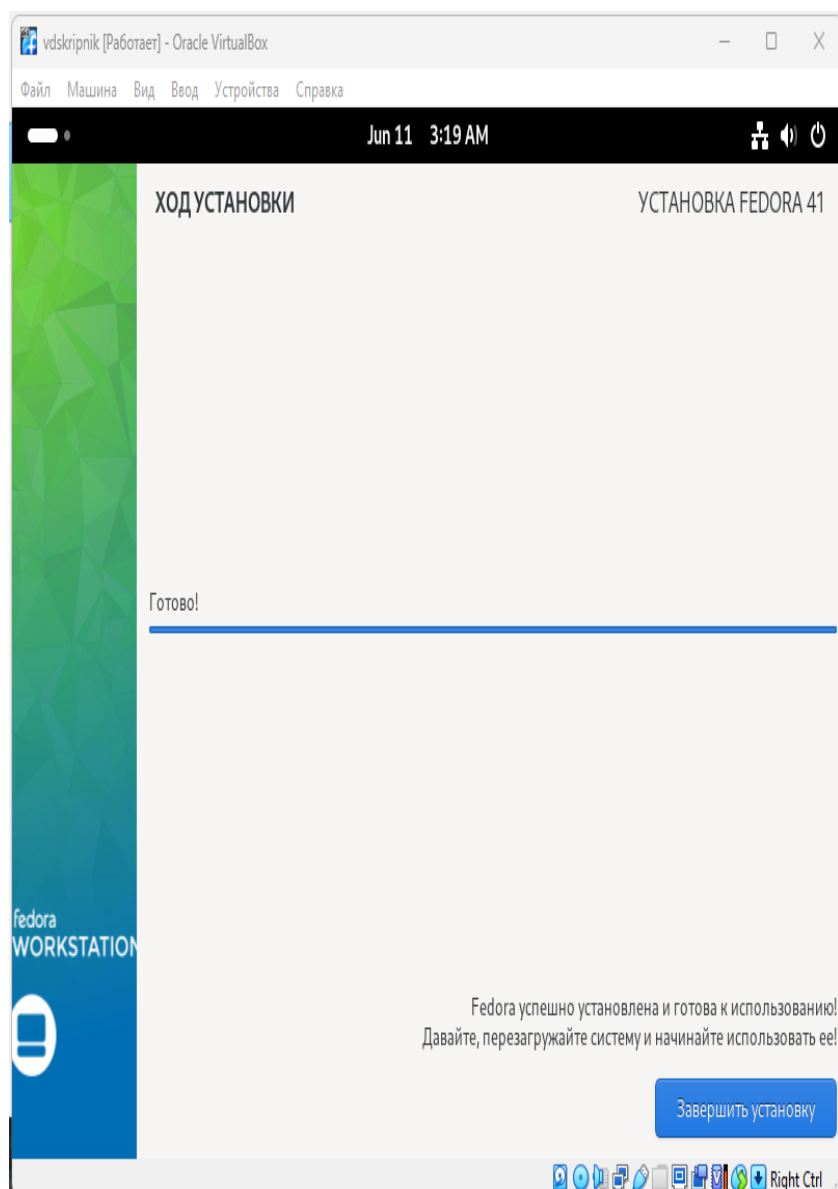 vdskripnik [Работает] - Oracle VirtualBox
Файл Машина Вид Ввод Устройства Справка
Jun 11 3:19 AM
ХОД УСТАНОВКИ
УСТАНОВКА FEDORA 41
Готово!
fedora
WORKSTATION
Fedora успешно установлена и готова к использованию!
Давайте, перезагружайте систему и начинайте использовать ее!
Завершить установку
Right Ctrl